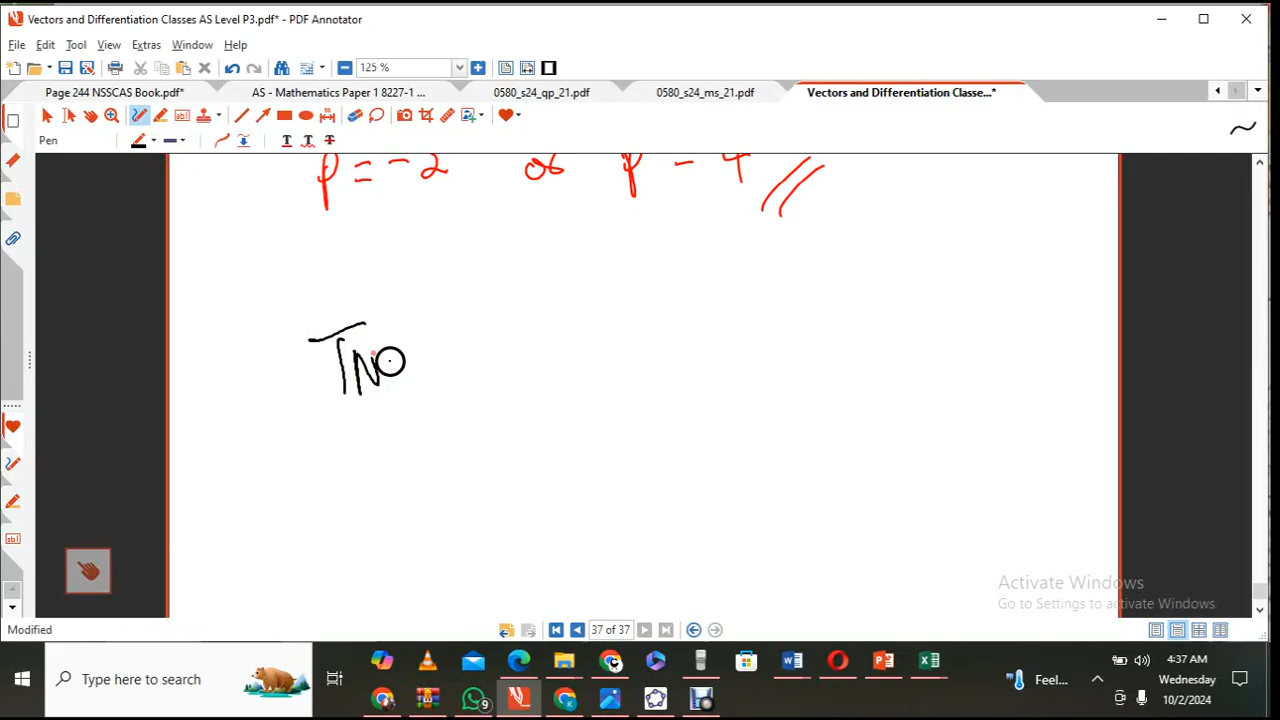 Vectors and Differentiation Classes AS Level P3.pdf* - PDF Annotator
File Edit Tool Extras View Window Help
125 %
Page 244 NSSCAS Book.pdf* AS - Mathematics Paper 1 8227-1 ... 0580_s24_qp_21.pdf 0580_s24_ms_21.pdf Vectors and Differentiation Classe...*
Pen
p = -2 or p = 4
TN
Activate Windows
Go to Settings to activate Windows.
Modified 37 of 37
Type here to search Feel... 4:37 AM
Wednesday
9 10/2/2024